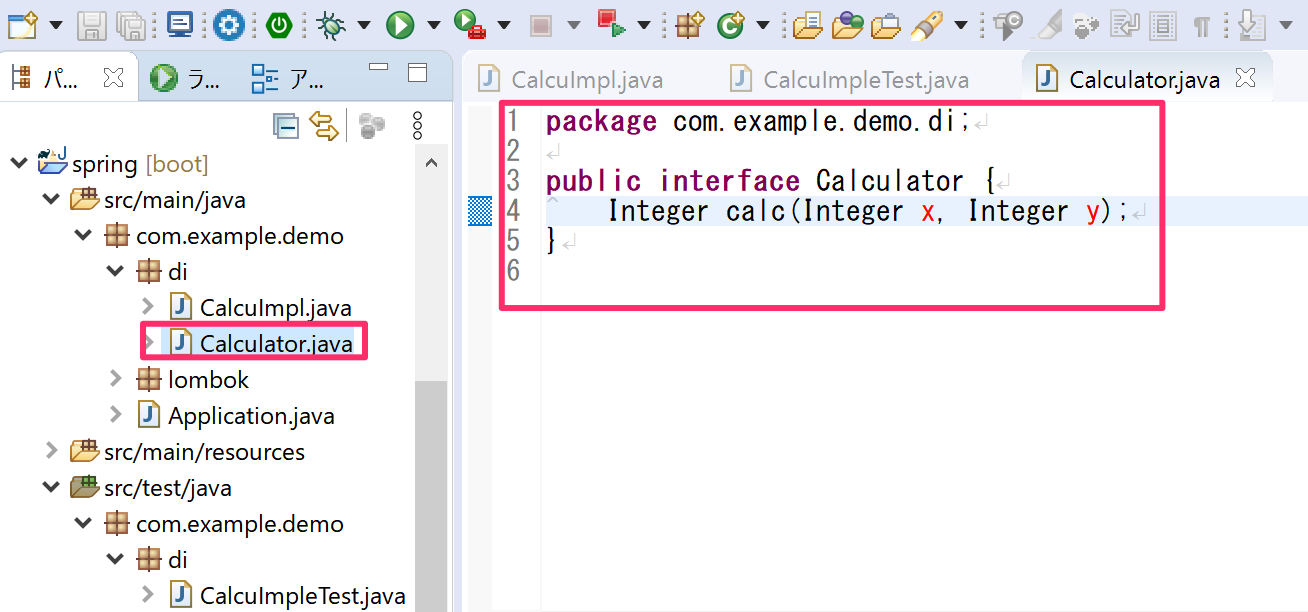 パ...
ラ...
ア...
CalcuImpl.java
CalcuImpleTest.java
Calculator.java
spring [boot]
src/main/java
com.example.demo
di
CalcuImpl.java
Calculator.java
lombok
Application.java
src/main/resources
src/test/java
com.example.demo
di
CalcuImpleTest.java
1 package com.example.demo.di;
2
3 public interface Calculator {
4 Integer calc(Integer x, Integer y);
5 }
6